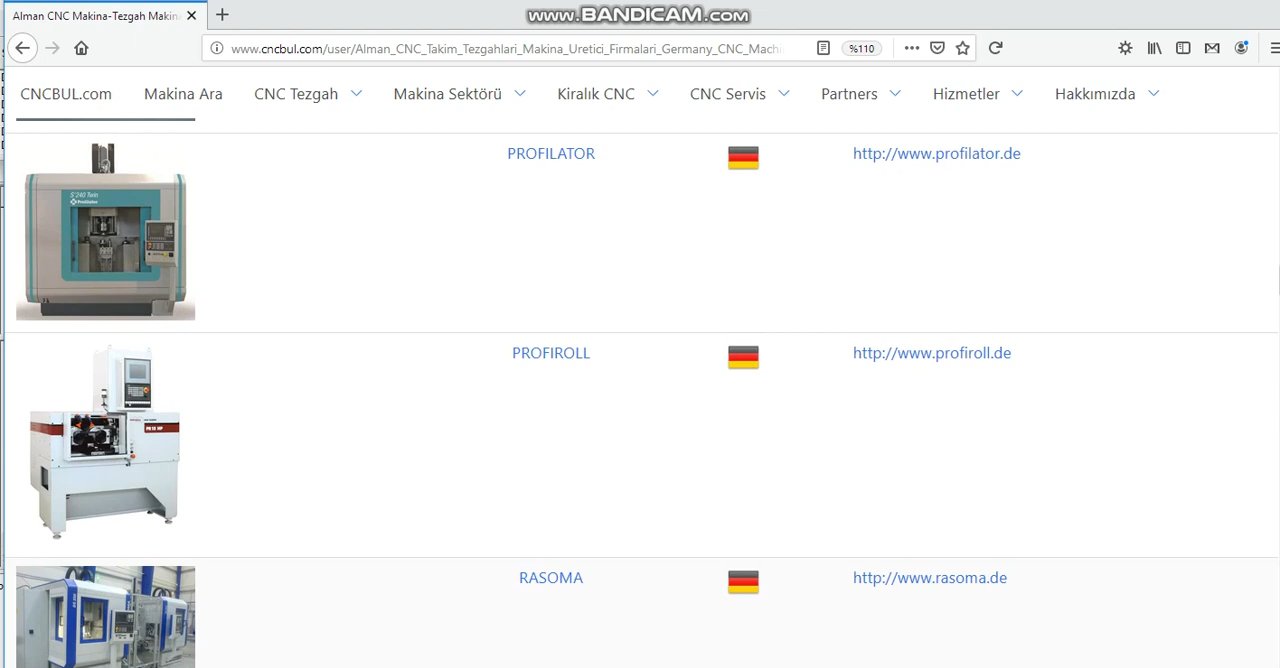 Alman CNC Makina-Tezgah Makin
www.BANDICAM.com
www.cncbul.com/user/Alman_CNC_Takim_Tezgahlari_Makina_Uretici_Firmalari_Germany_CNC_Machi
%110
CNCBUL.com
Makina Ara
CNC Tezgah
Makina Sektörü
Kiralık CNC
CNC Servis
Partners
Hizmetler
Hakkımızda
PROFILATOR
http://www.profilator.de
S 240 Twin
Profilator
PROFIROLL
http://www.profiroll.de
RASOMA
http://www.rasoma.de